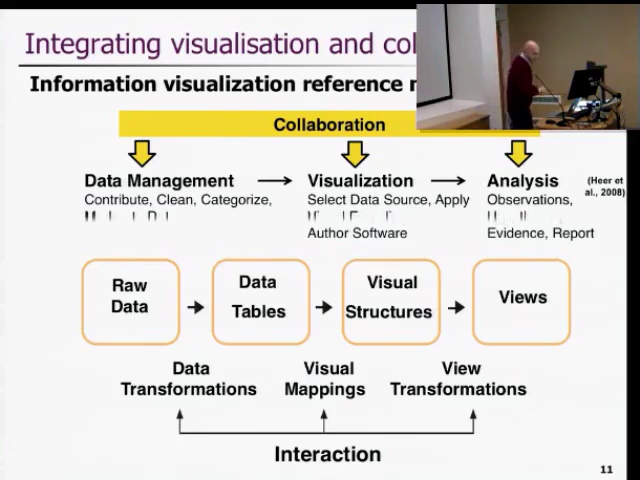 Integrating visualisation and col
Information visualization reference
Collaboration
Data Management
Contribute, Clean, Categorize,
Visualization
Select Data Source, Apply
Author Software
Analysis
Observations,
Evidence, Report
(Heer et
al., 2008)
Raw
Data
Data
Tables
Visual
Structures
Views
Data
Transformations
Visual
Mappings
View
Transformations
Interaction
11